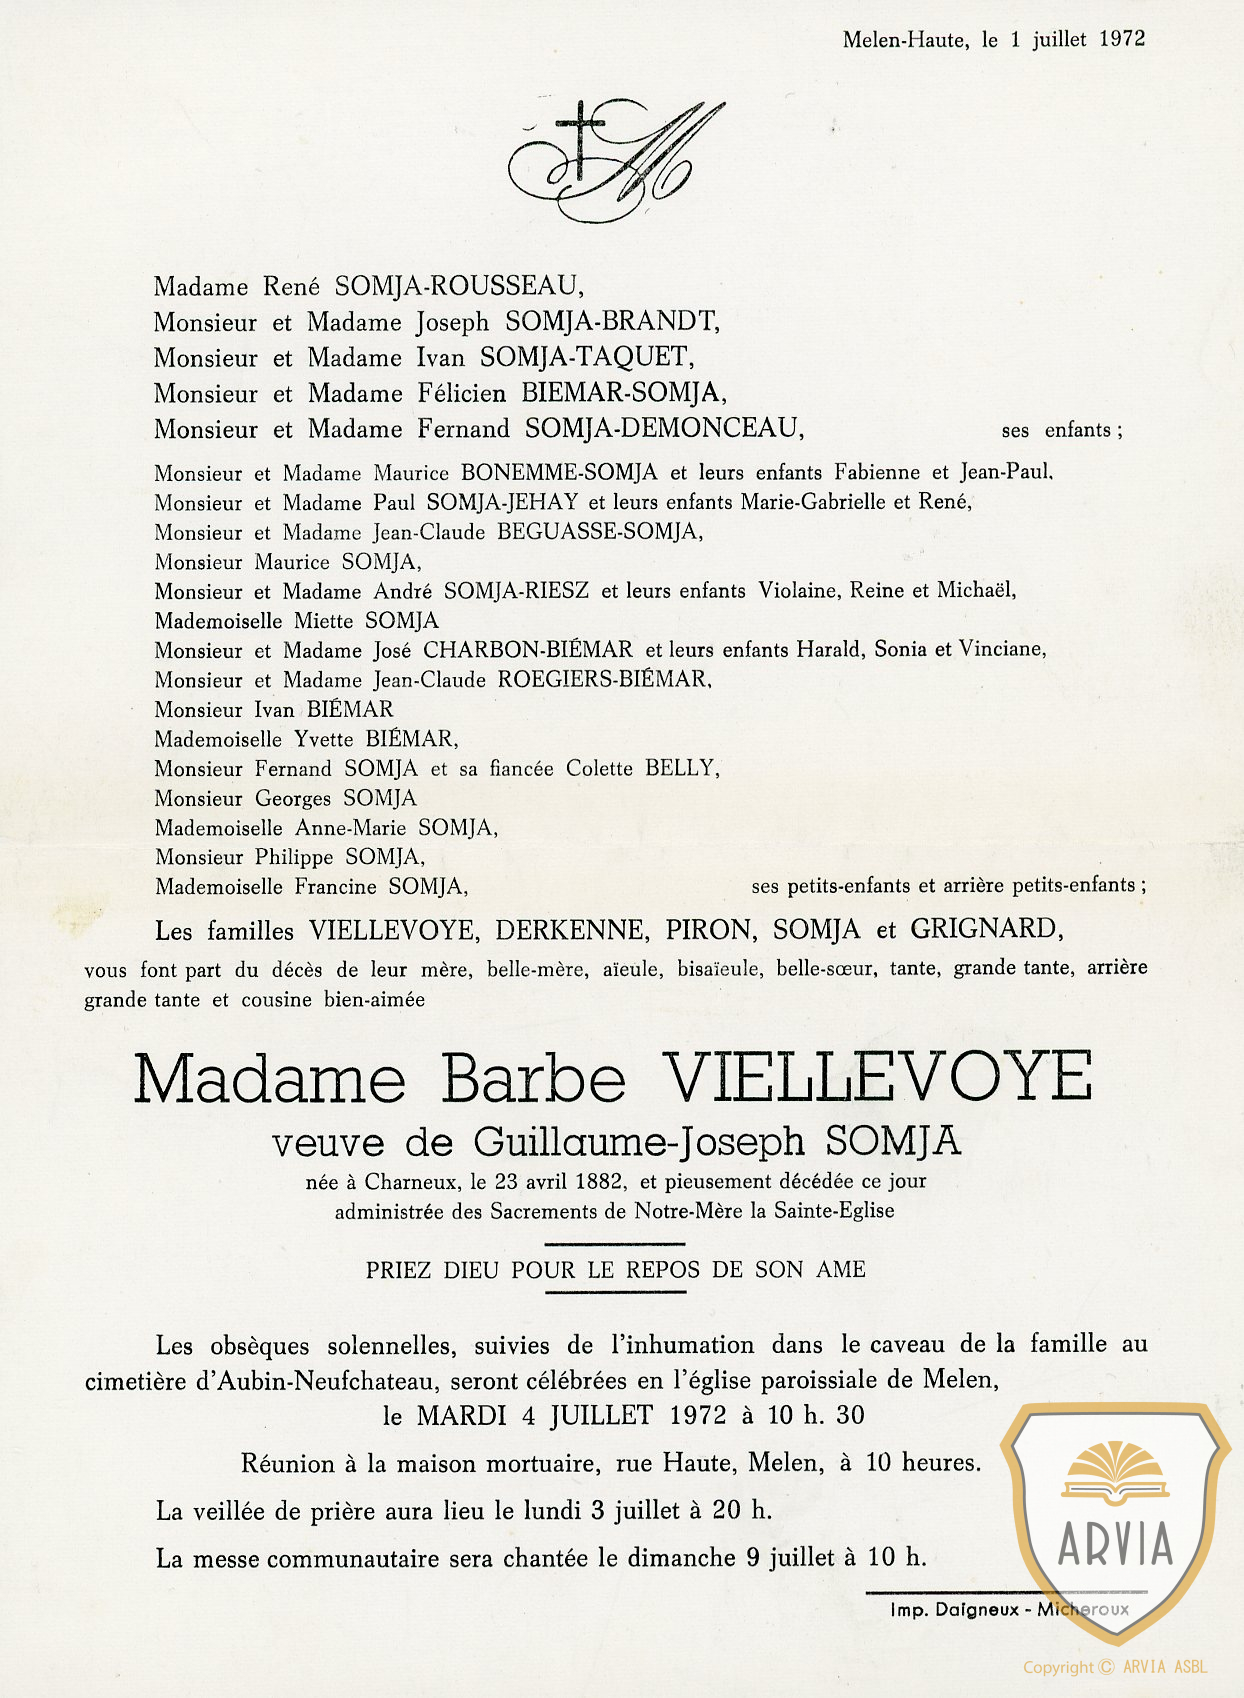 Melen-Haute, le 1 juillet 1972
M
Madame René SOMJA-ROUSSEAU,
Monsieur et Madame Joseph SOMJA-BRANDT,
Monsieur et Madame Ivan SOMJA-TAQUET,
Monsieur et Madame Félicien BIEMAR-SOMJA,
Monsieur et Madame Fernand SOMJA-DEMONCEAU, ses enfants ;
Monsieur et Madame Maurice BONEMME-SOMJA et leurs enfants Fabienne et Jean-Paul.
Monsieur et Madame Paul SOMJA-JEHAY et leurs enfants Marie-Gabrielle et René,
Monsieur et Madame Jean-Claude BEGUASSE-SOMJA,
Monsieur Maurice SOMJA,
Monsieur et Madame André SOMJA-RIESZ et leurs enfants Violaine, Reine et Michaël,
Mademoiselle Miette SOMJA
Monsieur et Madame José CHARBON-BIÉMAR et leurs enfants Harald, Sonia et Vinciane,
Monsieur et Madame Jean-Claude ROEGIERS-BIÉMAR,
Monsieur Ivan BIÉMAR
Mademoiselle Yvette BIÉMAR,
Monsieur Fernand SOMJA et sa fiancée Colette BELLY,
Monsieur Georges SOMJA
Mademoiselle Anne-Marie SOMJA,
Monsieur Philippe SOMJA,
Mademoiselle Francine SOMJA, ses petits-enfants et arrière petits-enfants ;
Les familles VIELLEVOYE, DERKENNE, PIRON, SOMJA et GRIGNARD,
vous font part du décès de leur mère, belle-mère, aïeule, bisaïeule, belle-sœur, tante, grande tante, arrière
grande tante et cousine bien-aimée
Madame Barbe VIELLEVOYE
veuve de Guillaume-Joseph SOMJA
née à Charneux, le 23 avril 1882, et pieusement décédée ce jour
administrée des Sacrements de Notre-Mère la Sainte-Eglise
PRIEZ DIEU POUR LE REPOS DE SON AME
Les obsèques solennelles, suivies de l'inhumation dans le caveau de la famille au
cimetière d'Aubin-Neufchateau, seront célébrées en l'église paroissiale de Melen,
le MARDI 4 JUILLET 1972 à 10 h. 30
Réunion à la maison mortuaire, rue Haute, Melen, à 10 heures.
La veillée de prière aura lieu le lundi 3 juillet à 20 h.
La messe communautaire sera chantée le dimanche 9 juillet à 10 h.
Imp. Daigneux - Micheroux
ARVIA
Copyright © ARVIA ASBL